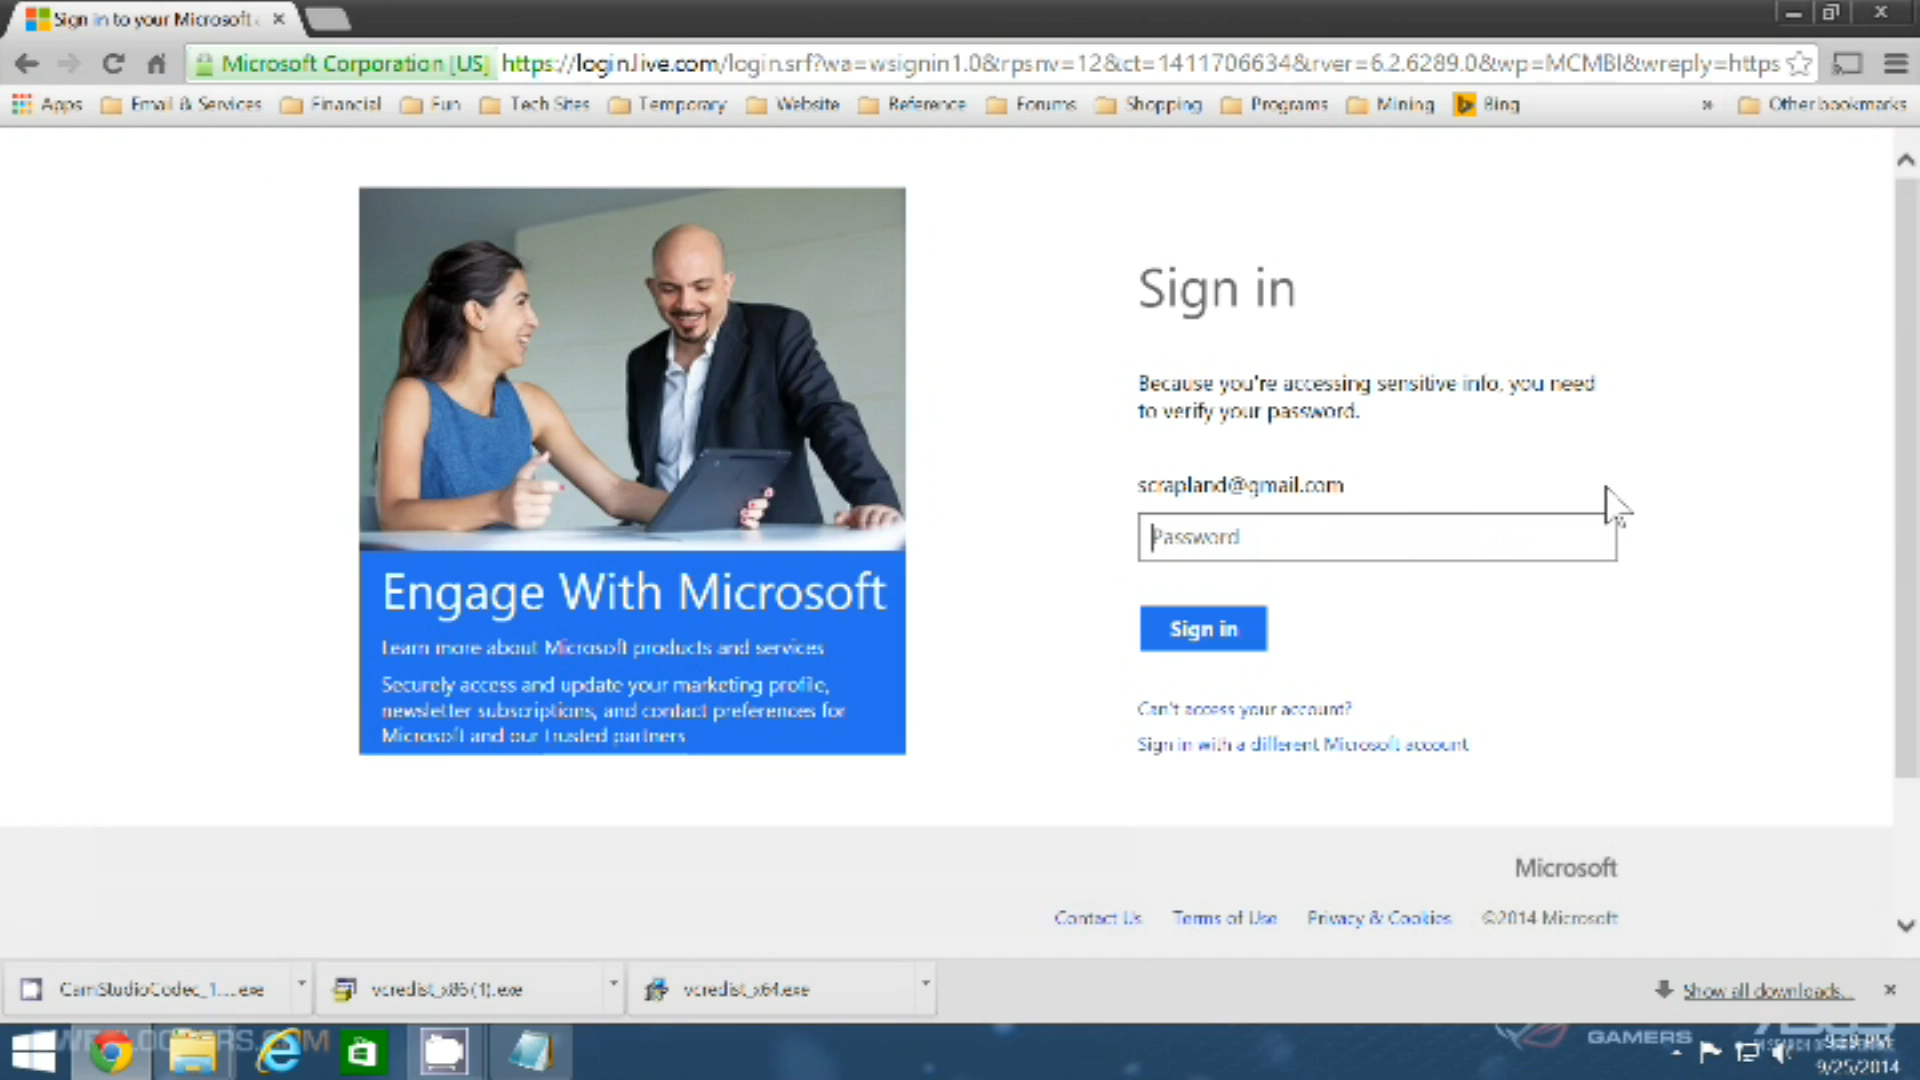 Sign in to your Microsoft a
Microsoft Corporation [US] https://login.live.com/login.srf?wa=wsignin1.0&rpsnv=12&ct=1411706634&rver=6.2.6289.0&wp=MCMBI&wreply=https
Apps Email & Services Financial Fun Tech Sites Temporary Website Reference Forums Shopping Programs Mining Bing » Other bookmarks
Sign in
Because you're accessing sensitive info, you need
to verify your password.
scrapland@gmail.com
Password
Sign in
Can't access your account?
Sign in with a different Microsoft account
Engage With Microsoft
Learn more about Microsoft products and services
Securely access and update your marketing profile,
newsletter subscriptions, and contact preferences for
Microsoft and our trusted partners
Microsoft
Contact Us Terms of Use Privacy & Cookies ©2014 Microsoft
CamStudioCodec_1....exe vcredist_x86 (1).exe vcredist_x64.exe Show all downloads...
GAMERS
9/25/2014